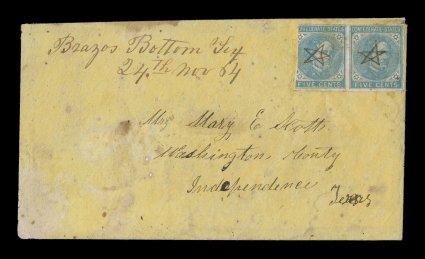 Brazos Bottom Tey
24th Nov 64
CONFEDERATE STATES CONFEDERATE STATES
FIVE CENTS FIVE CENTS
Mrs Mary E Scott
Washington County
Independence Texas